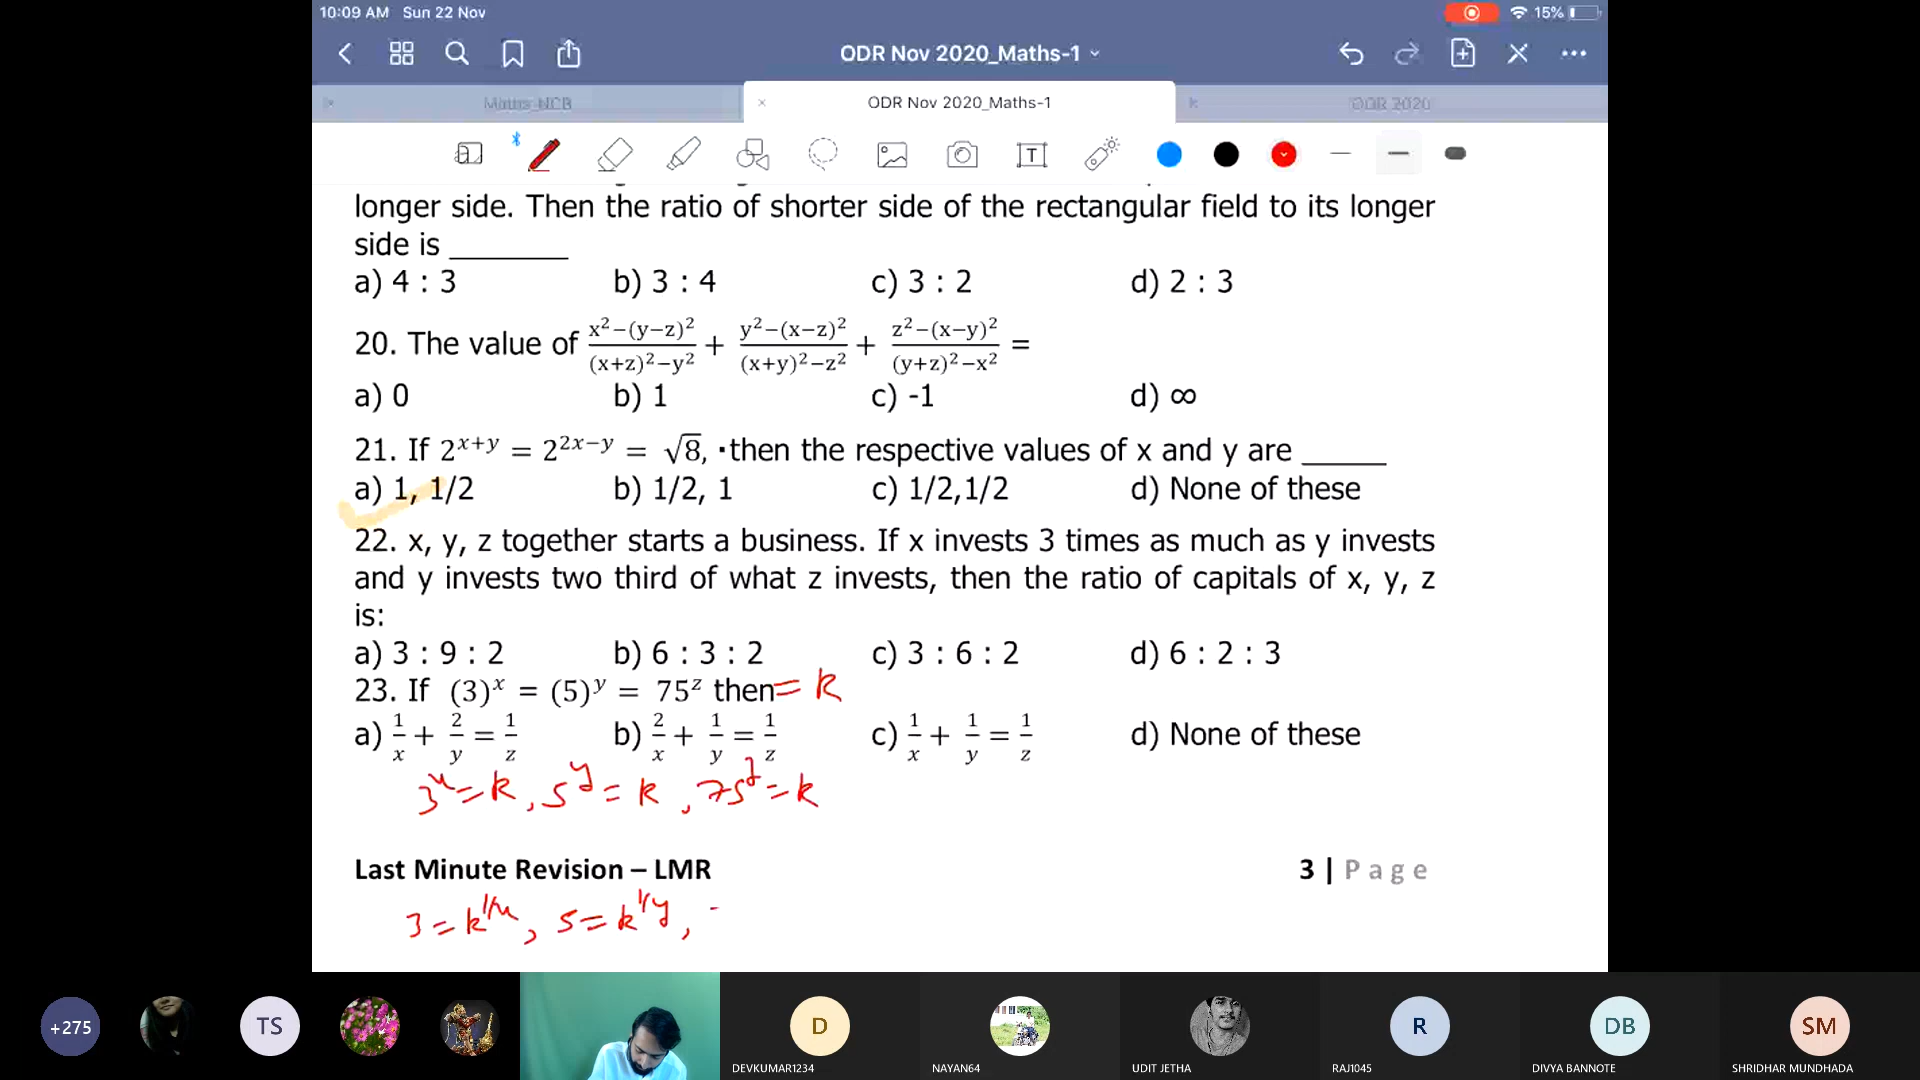 10:09 AM Sun 22 Nov
15%
ODR Nov 2020_Maths-1
Maths_NCB
ODR Nov 2020_Maths-1
ODR 2020
longer side. Then the ratio of shorter side of the rectangular field to its longer
side is _______
a) 4 : 3 b) 3 : 4 c) 3 : 2 d) 2 : 3
20. The value of (x²−(y−z)²)/((x+z)²−y²) + (y²−(x−z)²)/((x+y)²−z²) + (z²−(x−y)²)/((y+z)²−x²) =
a) 0 b) 1 c) -1 d) ∞
21. If 2^(x+y) = 2^(2x−y) = √8, then the respective values of x and y are _____
a) 1, 1/2 b) 1/2, 1 c) 1/2,1/2 d) None of these
22. x, y, z together starts a business. If x invests 3 times as much as y invests
and y invests two third of what z invests, then the ratio of capitals of x, y, z
is:
a) 3 : 9 : 2 b) 6 : 3 : 2 c) 3 : 6 : 2 d) 6 : 2 : 3
23. If (3)^x = (5)^y = 75^z then = k
a) 1/x + 2/y = 1/z b) 2/x + 1/y = 1/z c) 1/x + 1/y = 1/z d) None of these
3^x = k, 5^y = k, 75^z = k
Last Minute Revision – LMR 3 | Page
3 = k^(1/x), 5 = k^(1/y),
+275
TS
D
R
DB
SM
DEVKUMAR1234
NAYAN64
UDIT JETHA
RAJ1045
DIVYA BANNOTE
SHRIDHAR MUNDHADA